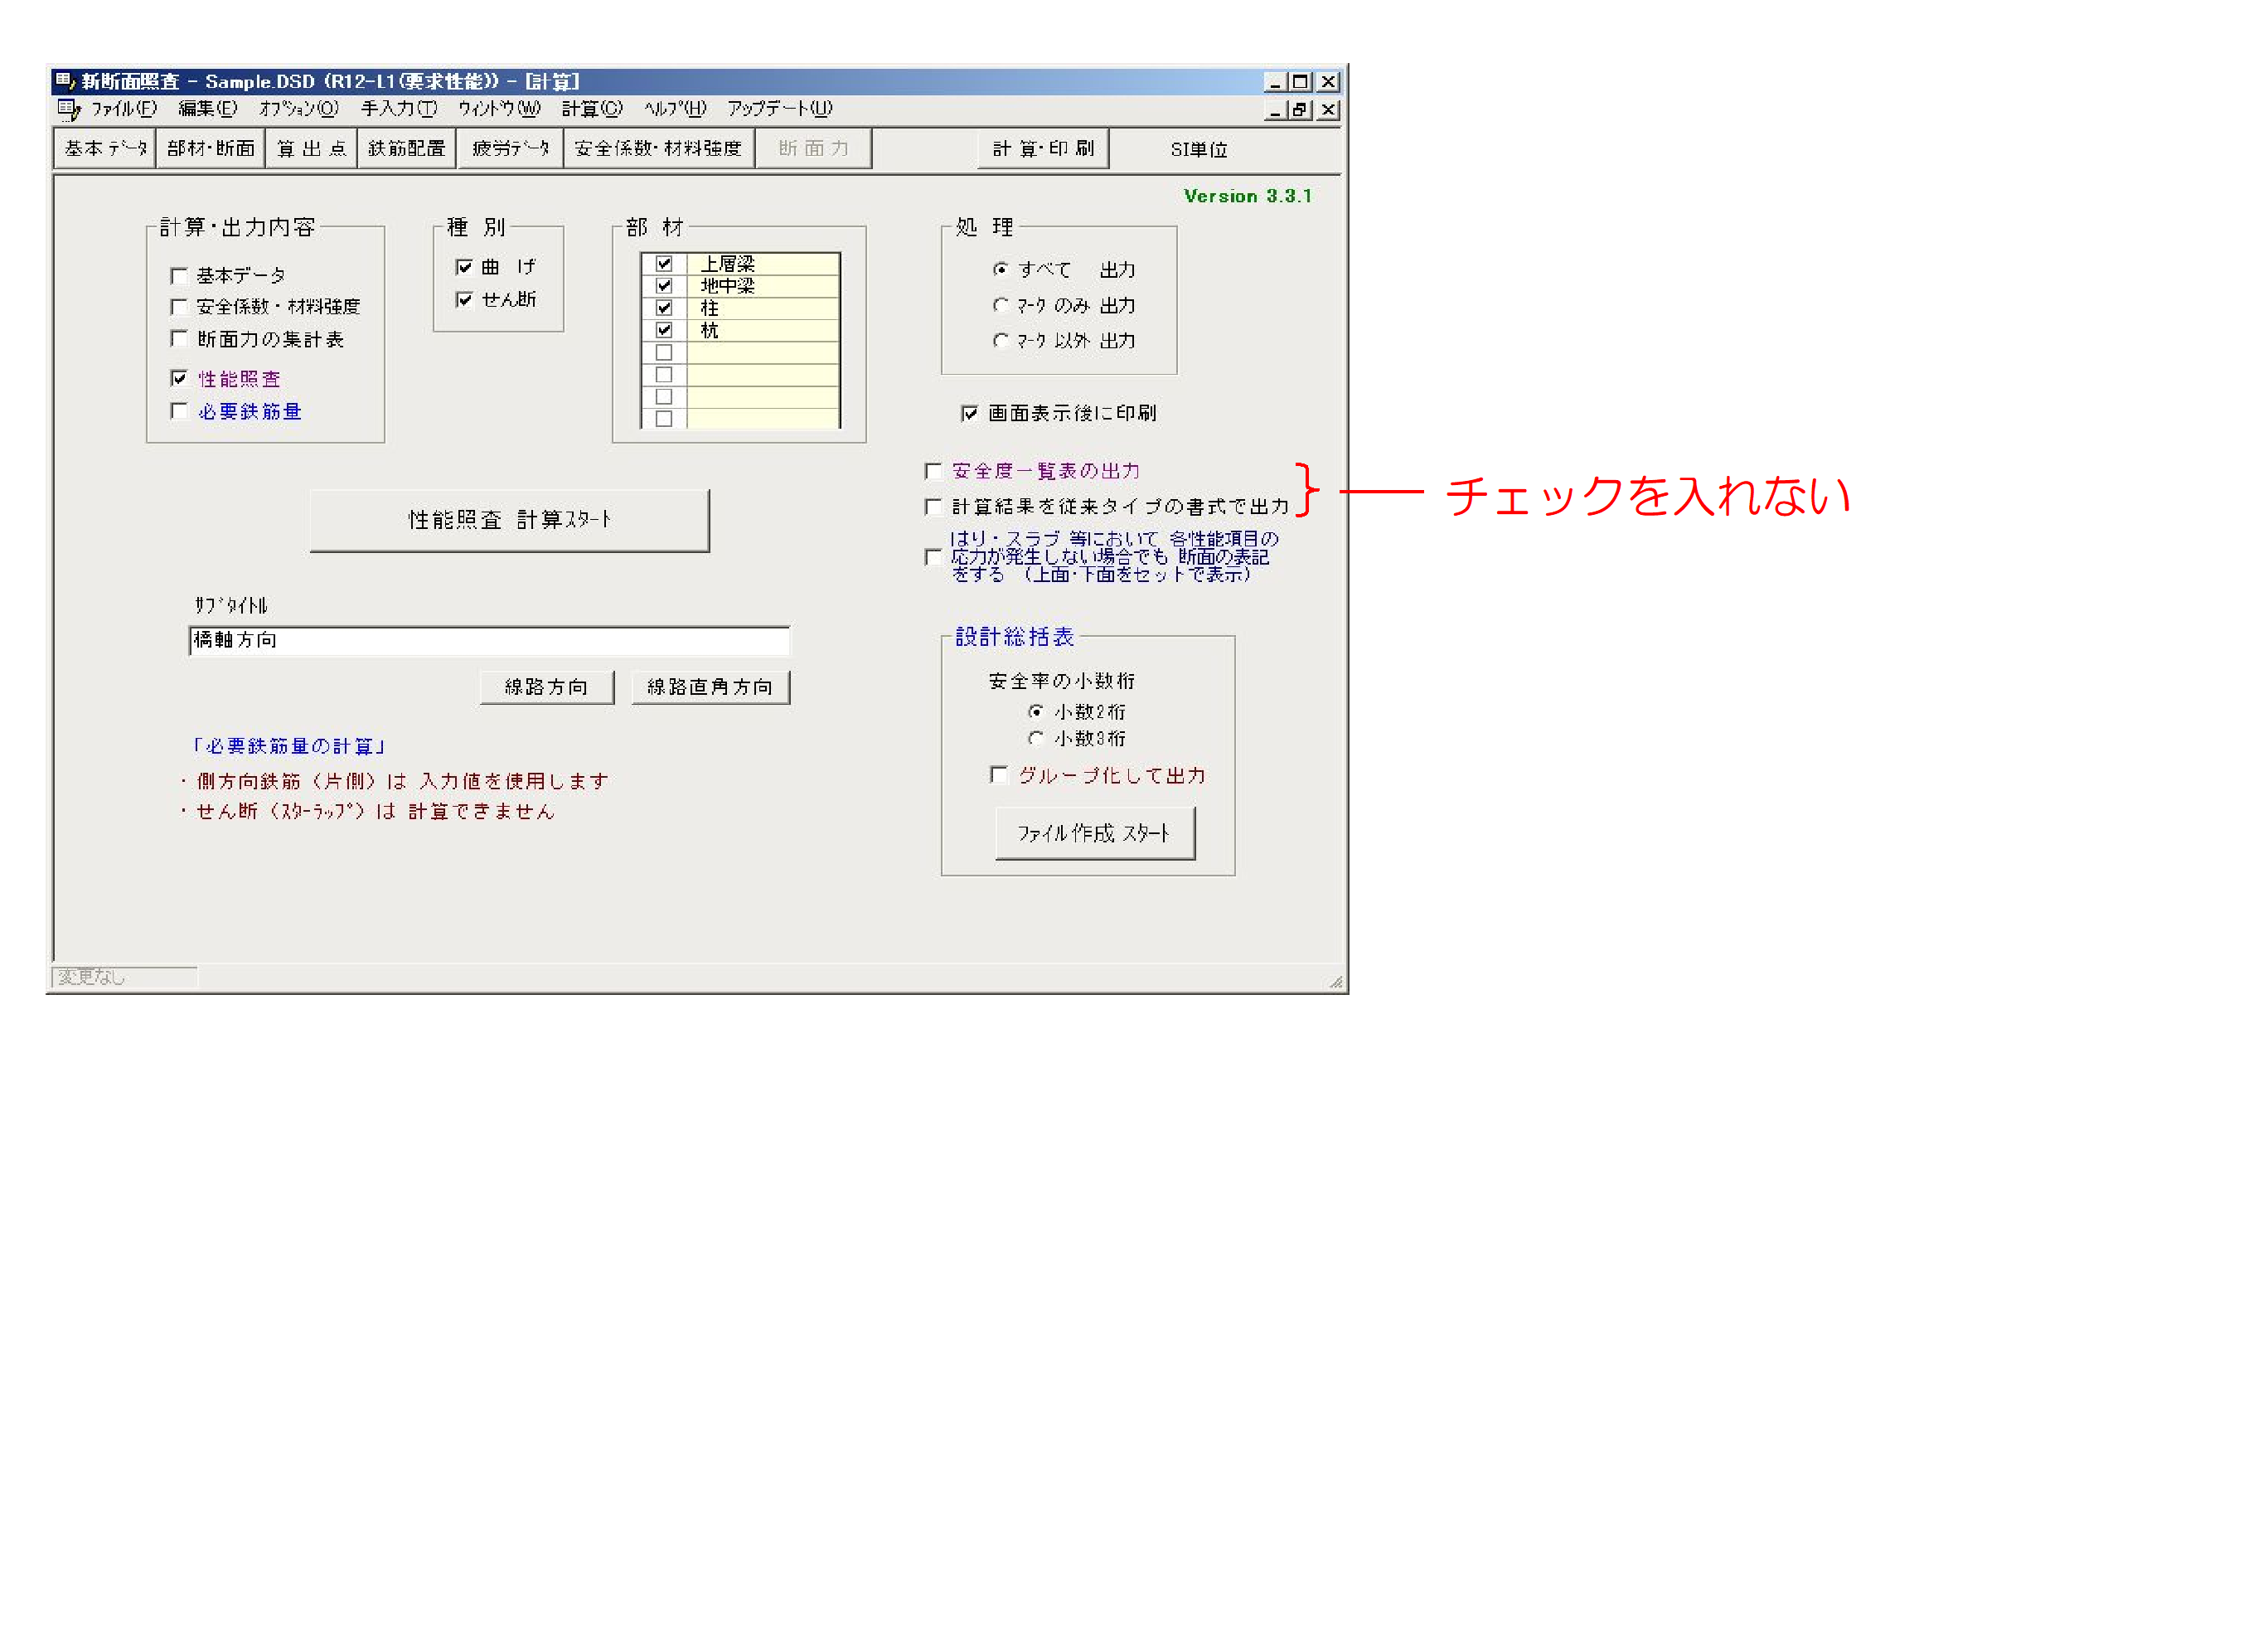 新断面照査 - Sample.DSD (R12-L1(要求性能)) - [計算]
ファイル(F) 編集(E) オプション(O) 手入力(T) ウィンドウ(W) 計算(C) ヘルプ(H) アップデート(U)
基本データ 部材・断面 算出点 鉄筋配置 疲労データ 安全係数・材料強度 断面力 計算・印刷 SI単位
Version 3.3.1
計算・出力内容
基本データ
安全係数・材料強度
断面力の集計表
性能照査
必要鉄筋量
種別
曲げ
せん断
部材
上層梁
地中梁
柱
杭
処理
すべて 出力
マーク のみ 出力
マーク 以外 出力
画面表示後に印刷
安全度一覧表の出力
計算結果を従来タイプの書式で出力
チェックを入れない
はり・スラブ 等において 各性能項目の
応力が発生しない場合でも 断面の表記
をする (上面・下面をセットで表示)
性能照査 計算スタート
サブタイトル
橋軸方向
線路方向 線路直角方向
「必要鉄筋量の計算」
・側方向鉄筋(片側)は 入力値を使用します
・せん断(スターラップ)は 計算できません
設計総括表
安全率の小数桁
小数2桁
小数3桁
グループ化して出力
ファイル作成 スタート
変更なし